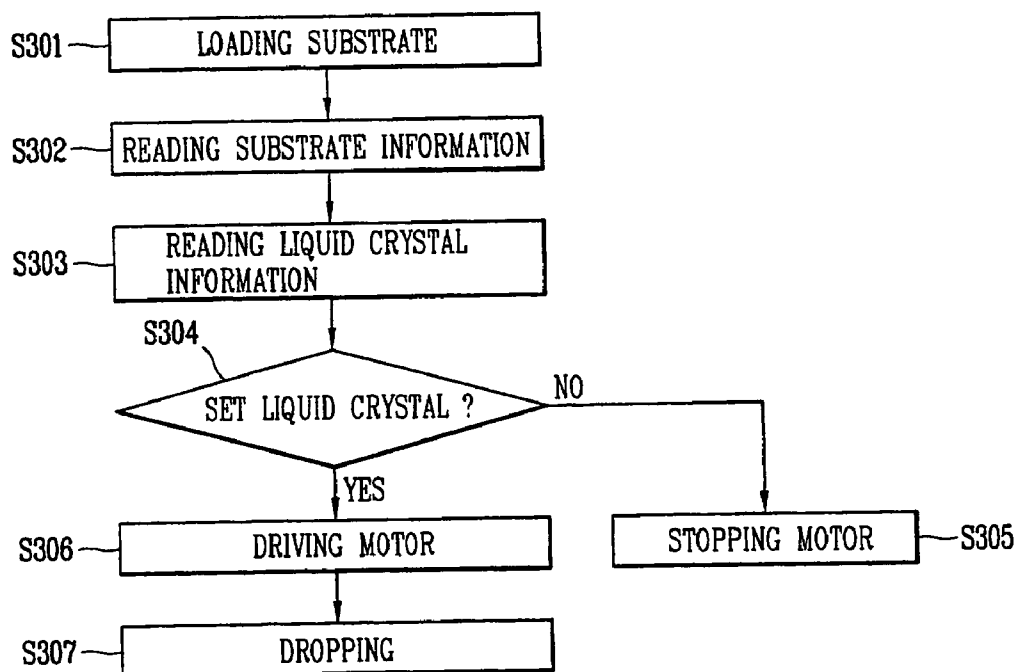 S301
LOADING SUBSTRATE
S302
READING SUBSTRATE INFORMATION
S303
READING LIQUID CRYSTAL
INFORMATION
S304
SET LIQUID CRYSTAL ?
NO
YES
S306
DRIVING MOTOR
STOPPING MOTOR
S305
S307
DROPPING